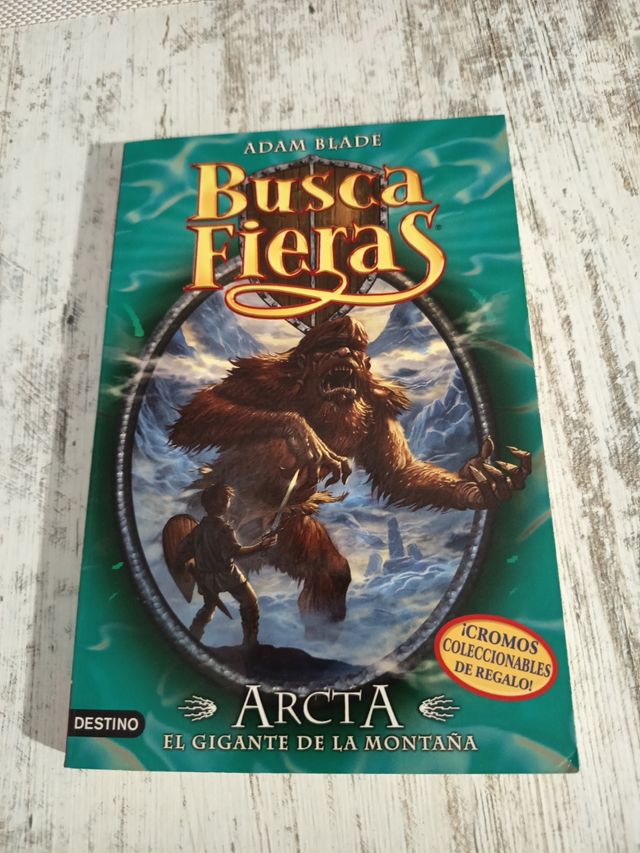 ADAM BLADE
BUSCA
FIERAS®
¡CROMOS
COLECCIONABLES
DE REGALO!
ARCTA
EL GIGANTE DE LA MONTAÑA
DESTINO